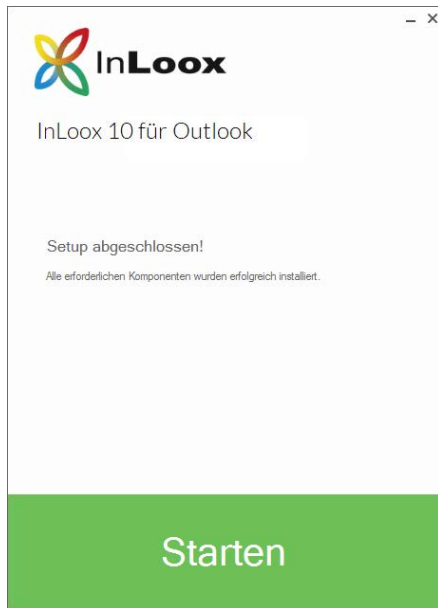 InLoox
InLoox 10 für Outlook
Setup abgeschlossen!
Alle erforderlichen Komponenten wurden erfolgreich installiert.
Starten